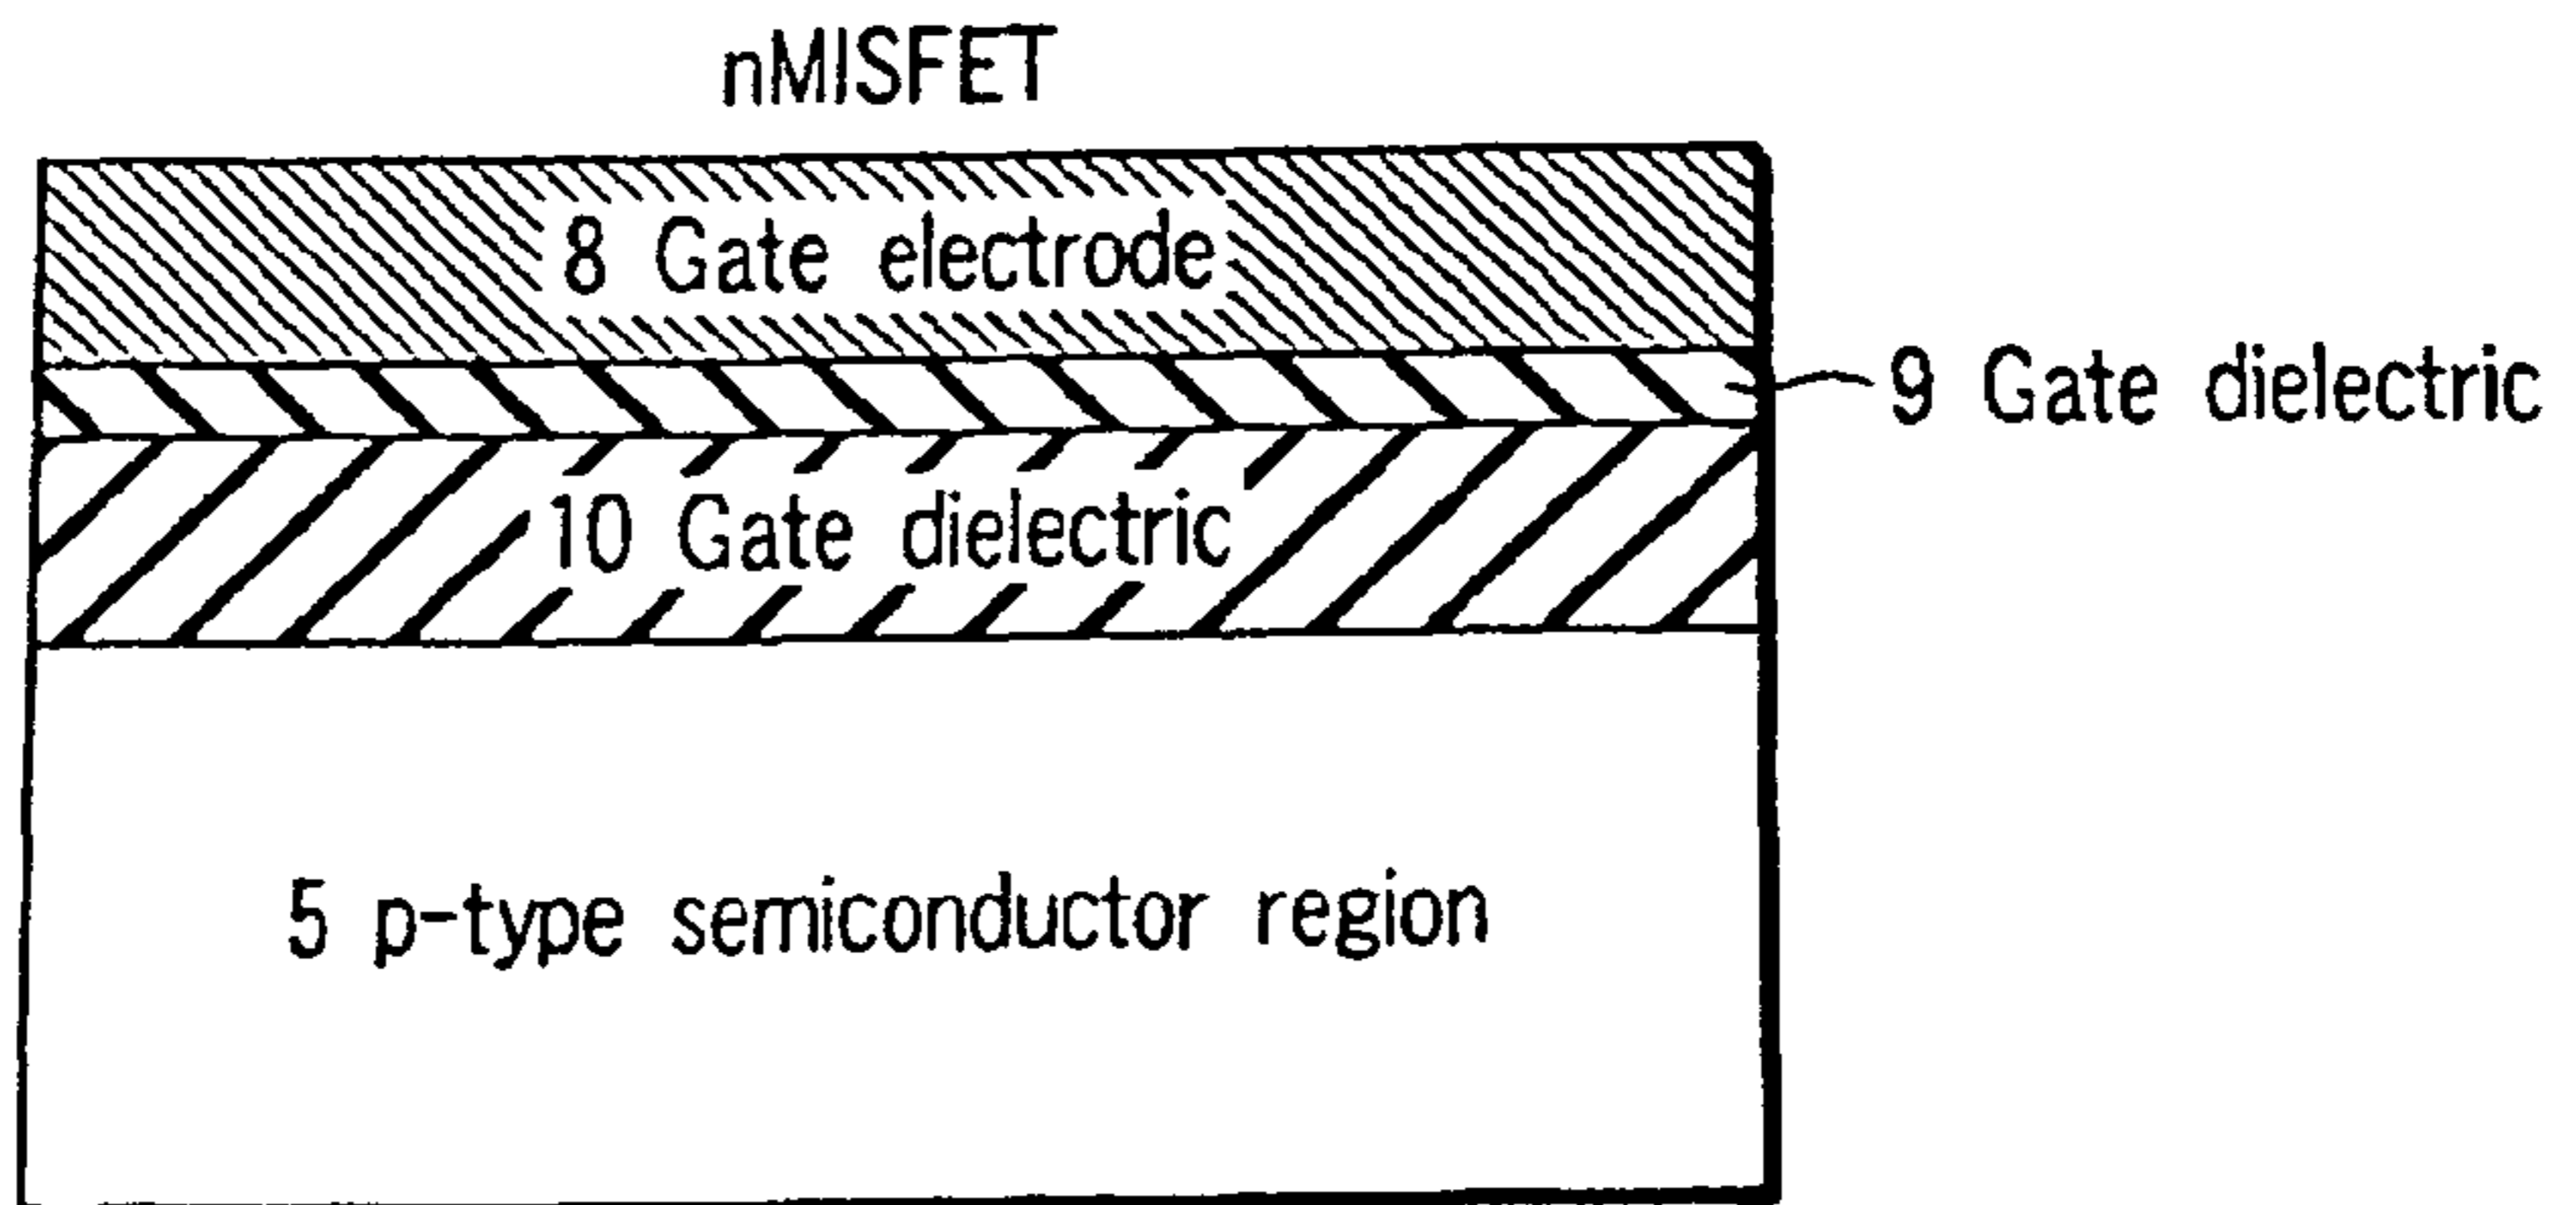 nMISFET
8 Gate electrode
9 Gate dielectric
10 Gate dielectric
5 p-type semiconductor region